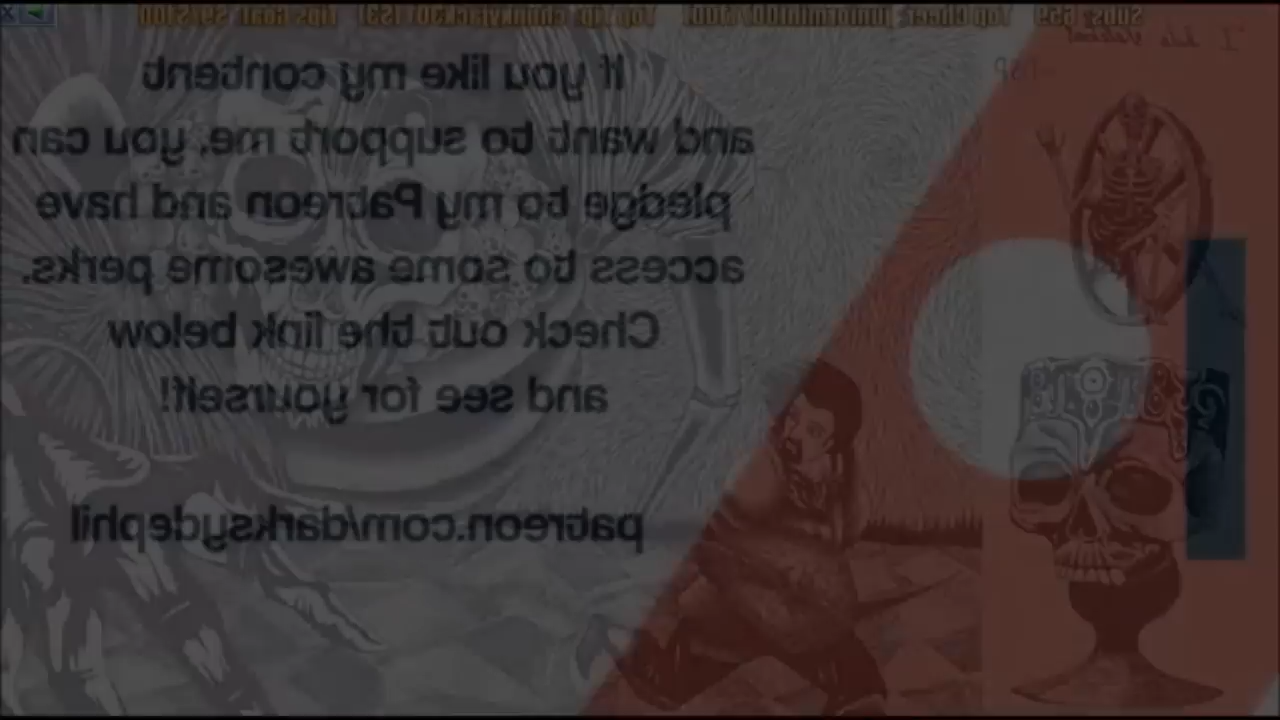 If you like my content
and want to support me, you can
pledge to my Patreon and have
access to some awesome perks.
Check out the link below
and see for yourself!
patreon.com/darksydephil